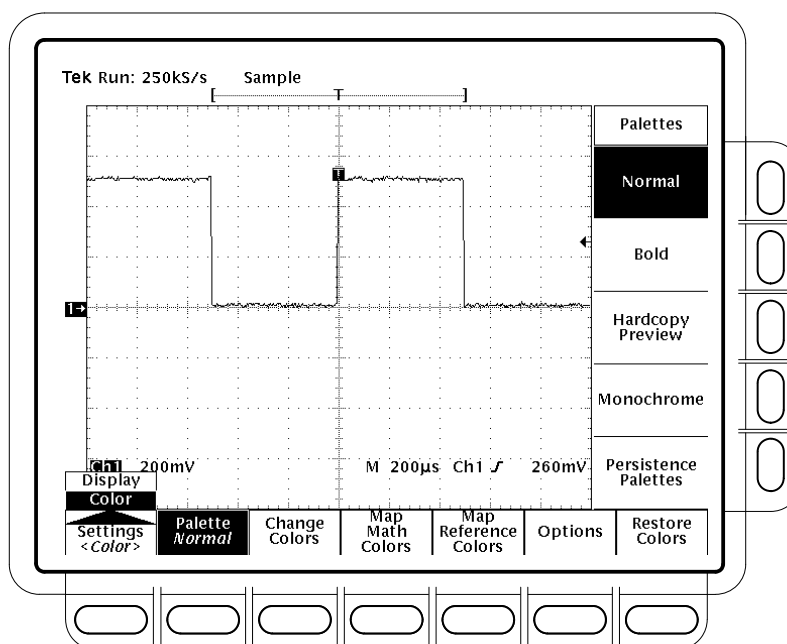 Tek Run: 250kS/s Sample
[ T ]
T
1→
Ch1 200mV M 200µs Ch1 260mV
Palettes
Normal
Bold
Hardcopy
Preview
Monochrome
Persistence
Palettes
Display
Color
Settings
<Color>
Palette
Normal
Change
Colors
Map
Math
Colors
Map
Reference
Colors
Options
Restore
Colors